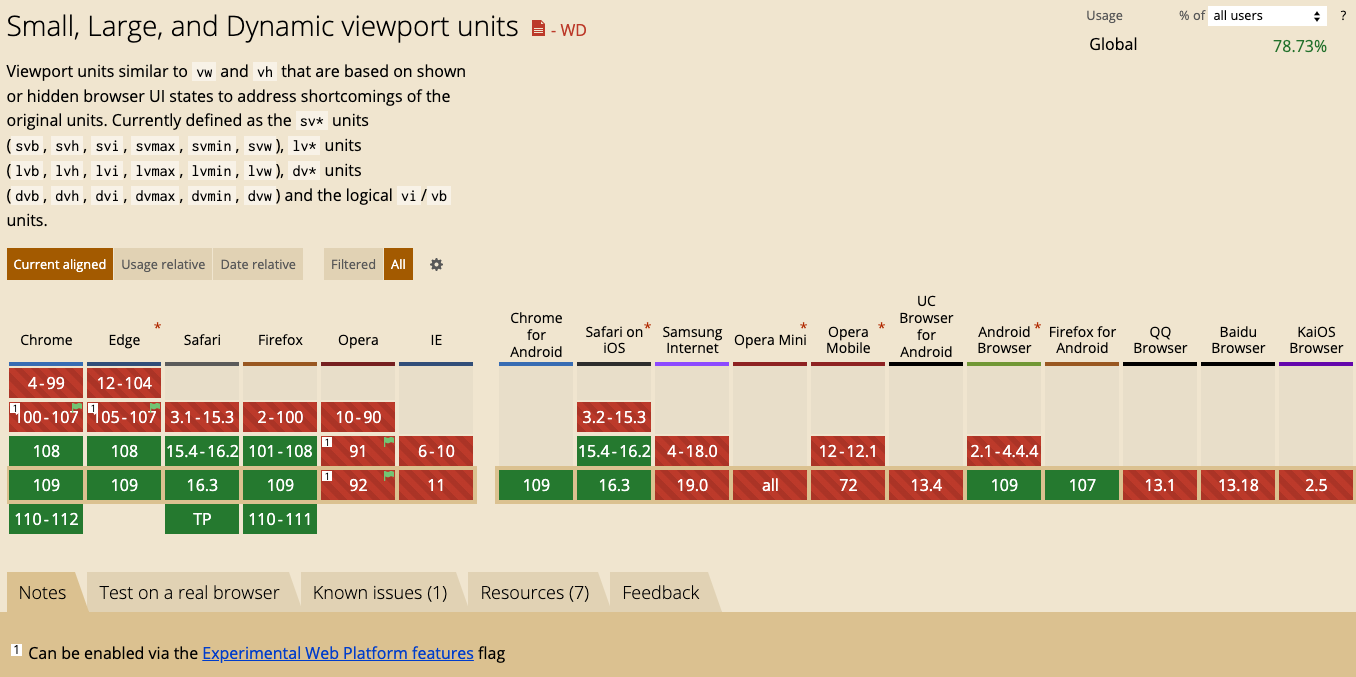 Small, Large, and Dynamic viewport units - WD
Usage % of all users ?
Global 78.73%
Viewport units similar to vw and vh that are based on shown
or hidden browser UI states to address shortcomings of the
original units. Currently defined as the sv* units
(svb, svh, svi, svmax, svmin, svw), lv* units
(lvb, lvh, lvi, lvmax, lvmin, lvw), dv* units
(dvb, dvh, dvi, dvmax, dvmin, dvw) and the logical vi/vb
units.
Current aligned Usage relative Date relative Filtered All
Chrome Edge * Safari Firefox Opera IE Chrome for Android Safari on iOS * Samsung Internet Opera Mini * Opera Mobile * UC Browser for Android Android Browser * Firefox for Android QQ Browser Baidu Browser KaiOS Browser
4-99 12-104
1 100-107 1 105-107 3.1-15.3 2-100 10-90 3.2-15.3
108 108 15.4-16.2 101-108 1 91 6-10 15.4-16.2 4-18.0 12-12.1 2.1-4.4.4
109 109 16.3 109 1 92 11 109 16.3 19.0 all 72 13.4 109 107 13.1 13.18 2.5
110-112 TP 110-111
Notes Test on a real browser Known issues (1) Resources (7) Feedback
1 Can be enabled via the Experimental Web Platform features flag